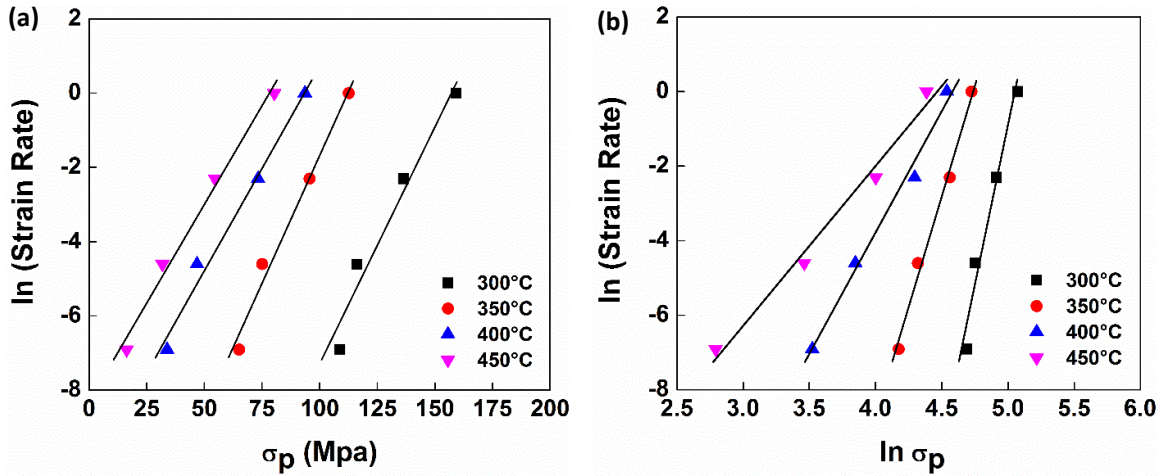 (a)
ln (Strain Rate)
2
0
-2
-4
-6
-8
300°C
350°C
400°C
450°C
0 25 50 75 100 125 150 175 200
σp (Mpa)
(b)
ln (Strain Rate)
2
0
-2
-4
-6
-8
300°C
350°C
400°C
450°C
2.5 3.0 3.5 4.0 4.5 5.0 5.5 6.0
ln σp